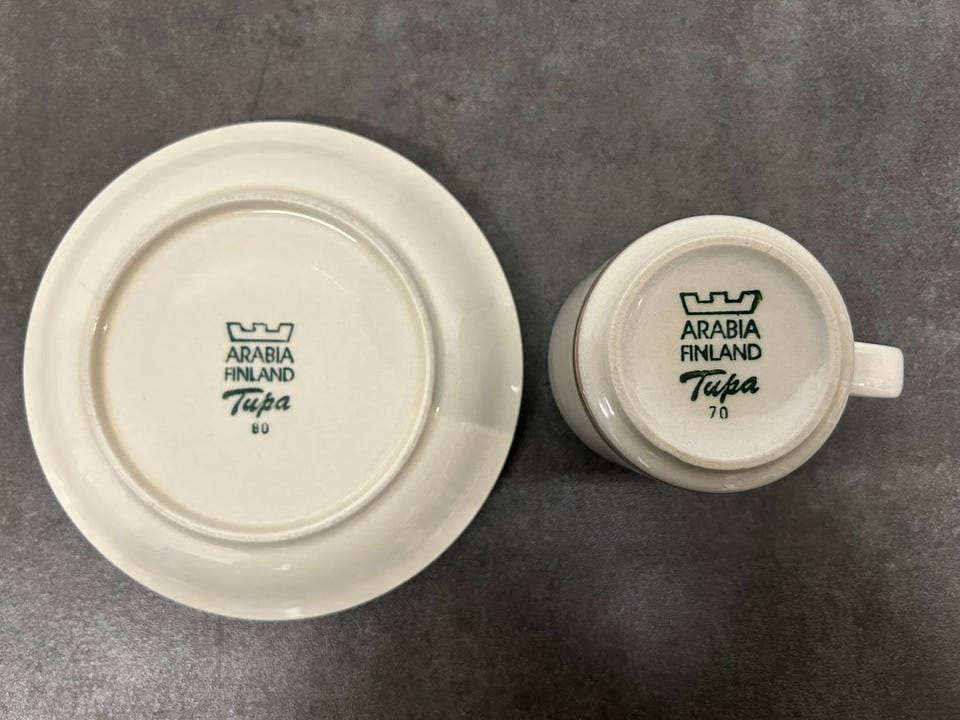 ARABIA
FINLAND
Tupa
80
ARABIA
FINLAND
Tupa
70